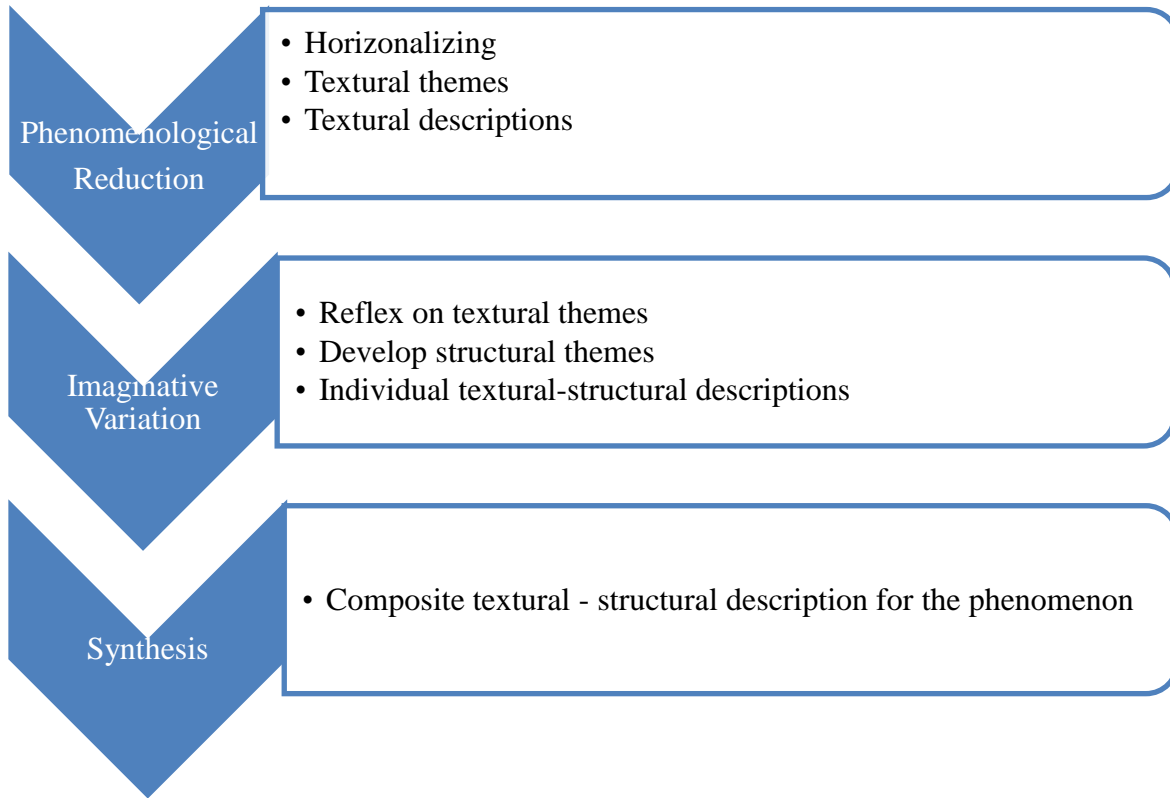 Phenomenological
Reduction
• Horizonalizing
• Textural themes
• Textural descriptions
Imaginative
Variation
• Reflex on textural themes
• Develop structural themes
• Individual textural-structural descriptions
Synthesis
• Composite textural - structural description for the phenomenon